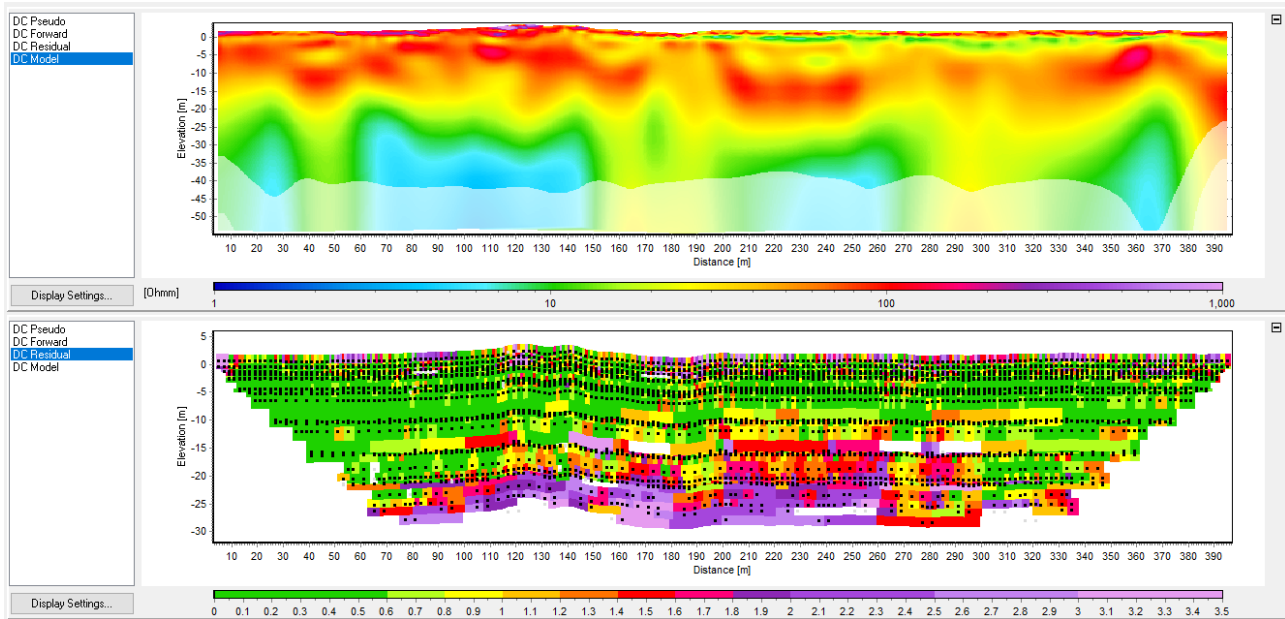 DC Pseudo
DC Forward
DC Residual
DC Model
Display Settings...
Elevation [m]
0
-5
-10
-15
-20
-25
-30
-35
-40
-45
-50
10 20 30 40 50 60 70 80 90 100 110 120 130 140 150 160 170 180 190 200 210 220 230 240 250 260 270 280 290 300 310 320 330 340 350 360 370 380 390
Distance [m]
[Ohmm]
1 10 100 1,000
DC Pseudo
DC Forward
DC Residual
DC Model
Display Settings...
Elevation [m]
5
0
-5
-10
-15
-20
-25
-30
10 20 30 40 50 60 70 80 90 100 110 120 130 140 150 160 170 180 190 200 210 220 230 240 250 260 270 280 290 300 310 320 330 340 350 360 370 380 390
Distance [m]
0 0.1 0.2 0.3 0.4 0.5 0.6 0.7 0.8 0.9 1 1.1 1.2 1.3 1.4 1.5 1.6 1.7 1.8 1.9 2 2.1 2.2 2.3 2.4 2.5 2.6 2.7 2.8 2.9 3 3.1 3.2 3.3 3.4 3.5